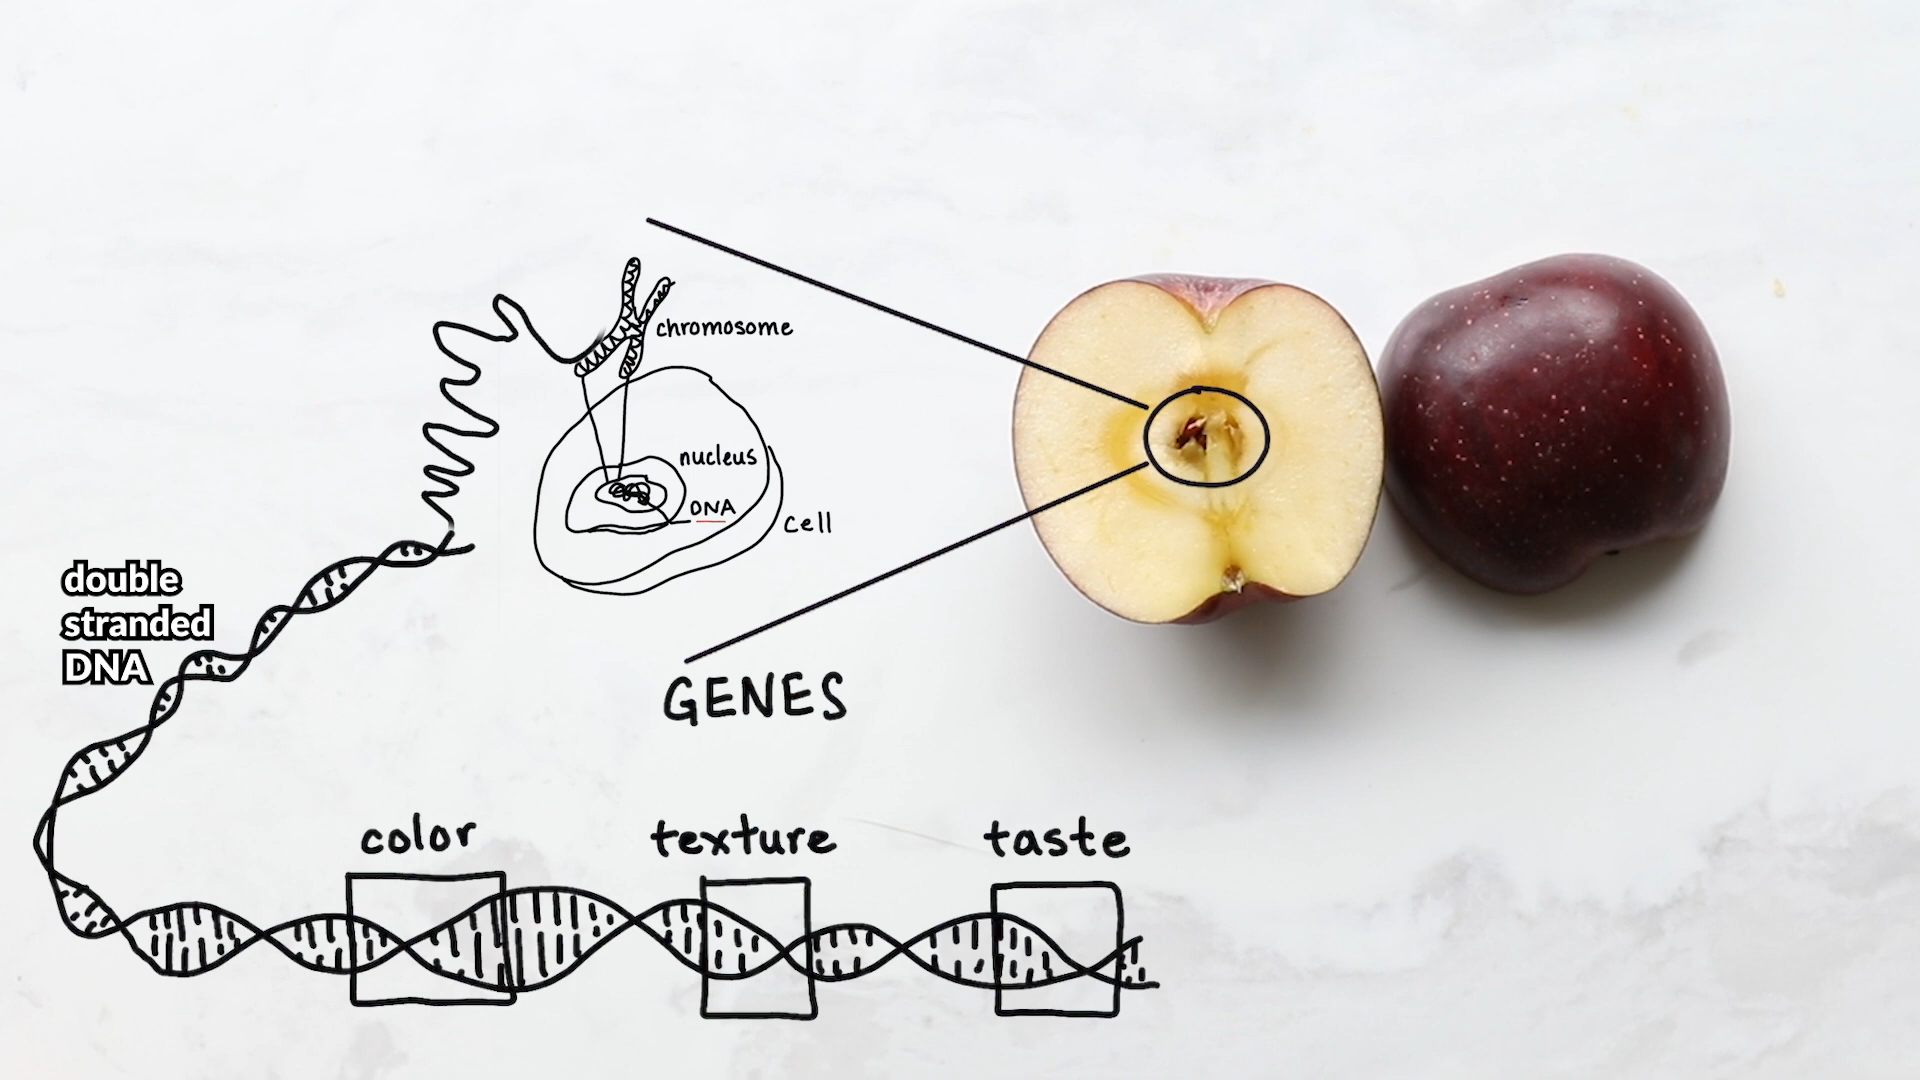 chromosome
nucleus
DNA
cell
double
stranded
DNA
GENES
color
texture
taste